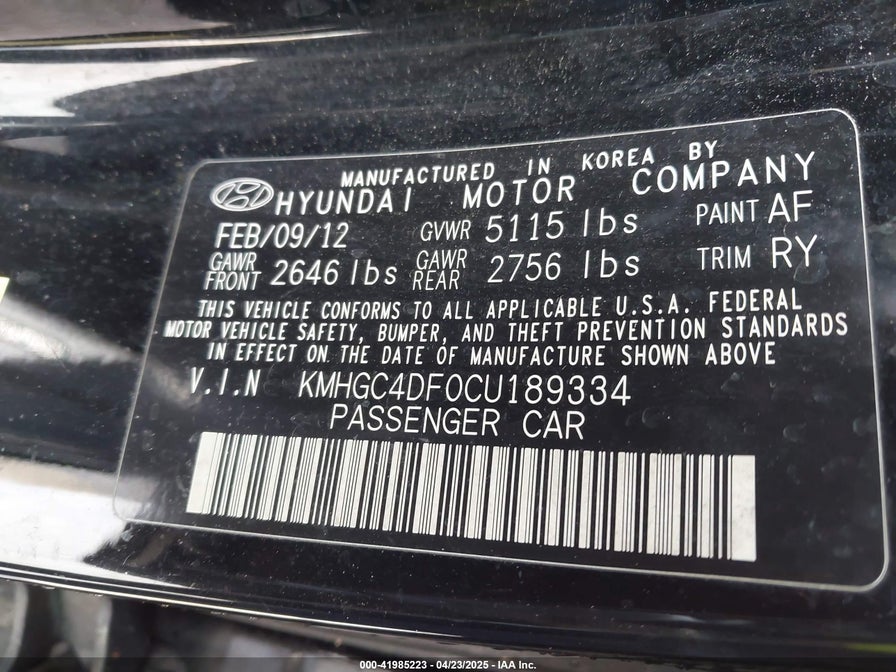 MANUFACTURED IN KOREA BY
HYUNDAI MOTOR COMPANY
FEB/09/12 GVWR 5115 lbs PAINT AF
GAWR FRONT 2646 lbs GAWR REAR 2756 lbs TRIM RY
THIS VEHICLE CONFORMS TO ALL APPLICABLE U.S.A. FEDERAL
MOTOR VEHICLE SAFETY, BUMPER, AND THEFT PREVENTION STANDARDS
IN EFFECT ON THE DATE OF MANUFACTURE SHOWN ABOVE
V.I.N KMHGC4DF0CU189334
PASSENGER CAR
000-41985223 - 04/23/2025 - IAA Inc.